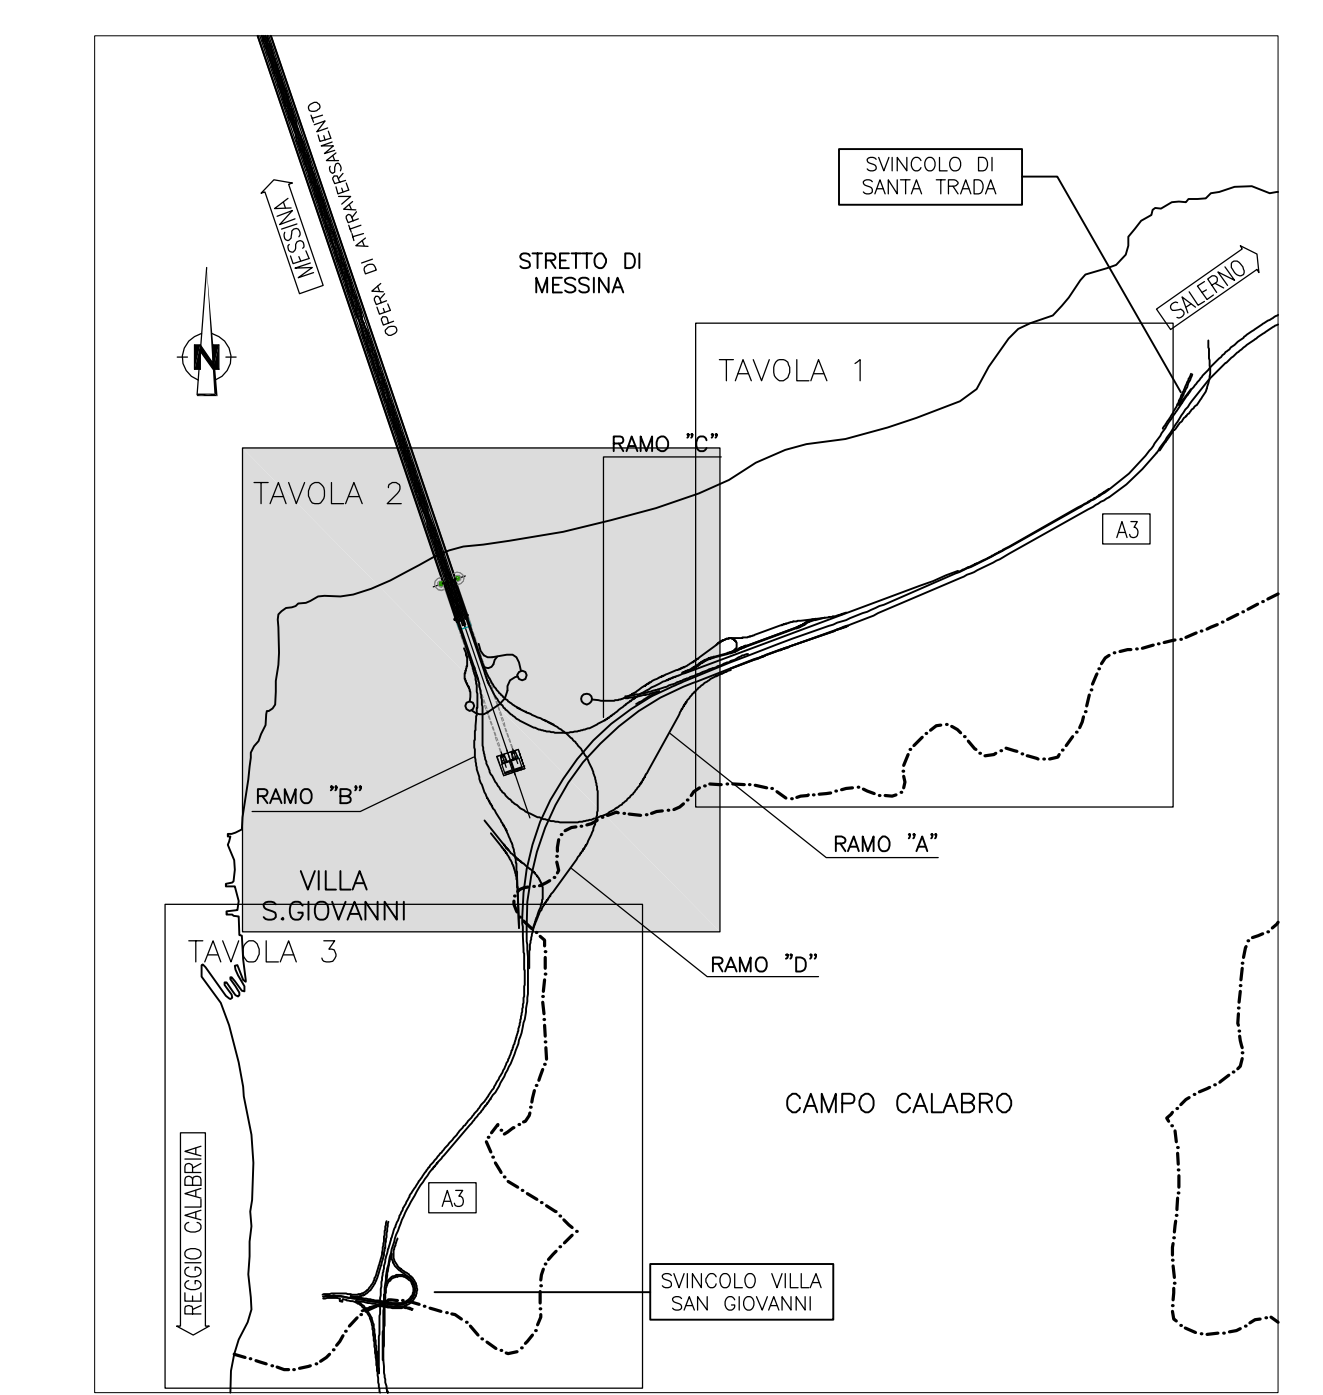 OPERA DI ATTRAVERSAMENTO
MESSINA
SVINCOLO DI
SANTA TRADA
STRETTO DI
MESSINA
SALERNO
N
TAVOLA 1
RAMO "C"
TAVOLA 2
A3
RAMO "B"
RAMO "A"
VILLA
S.GIOVANNI
TAVOLA 3
RAMO "D"
CAMPO CALABRO
REGGIO CALABRIA
A3
SVINCOLO VILLA
SAN GIOVANNI